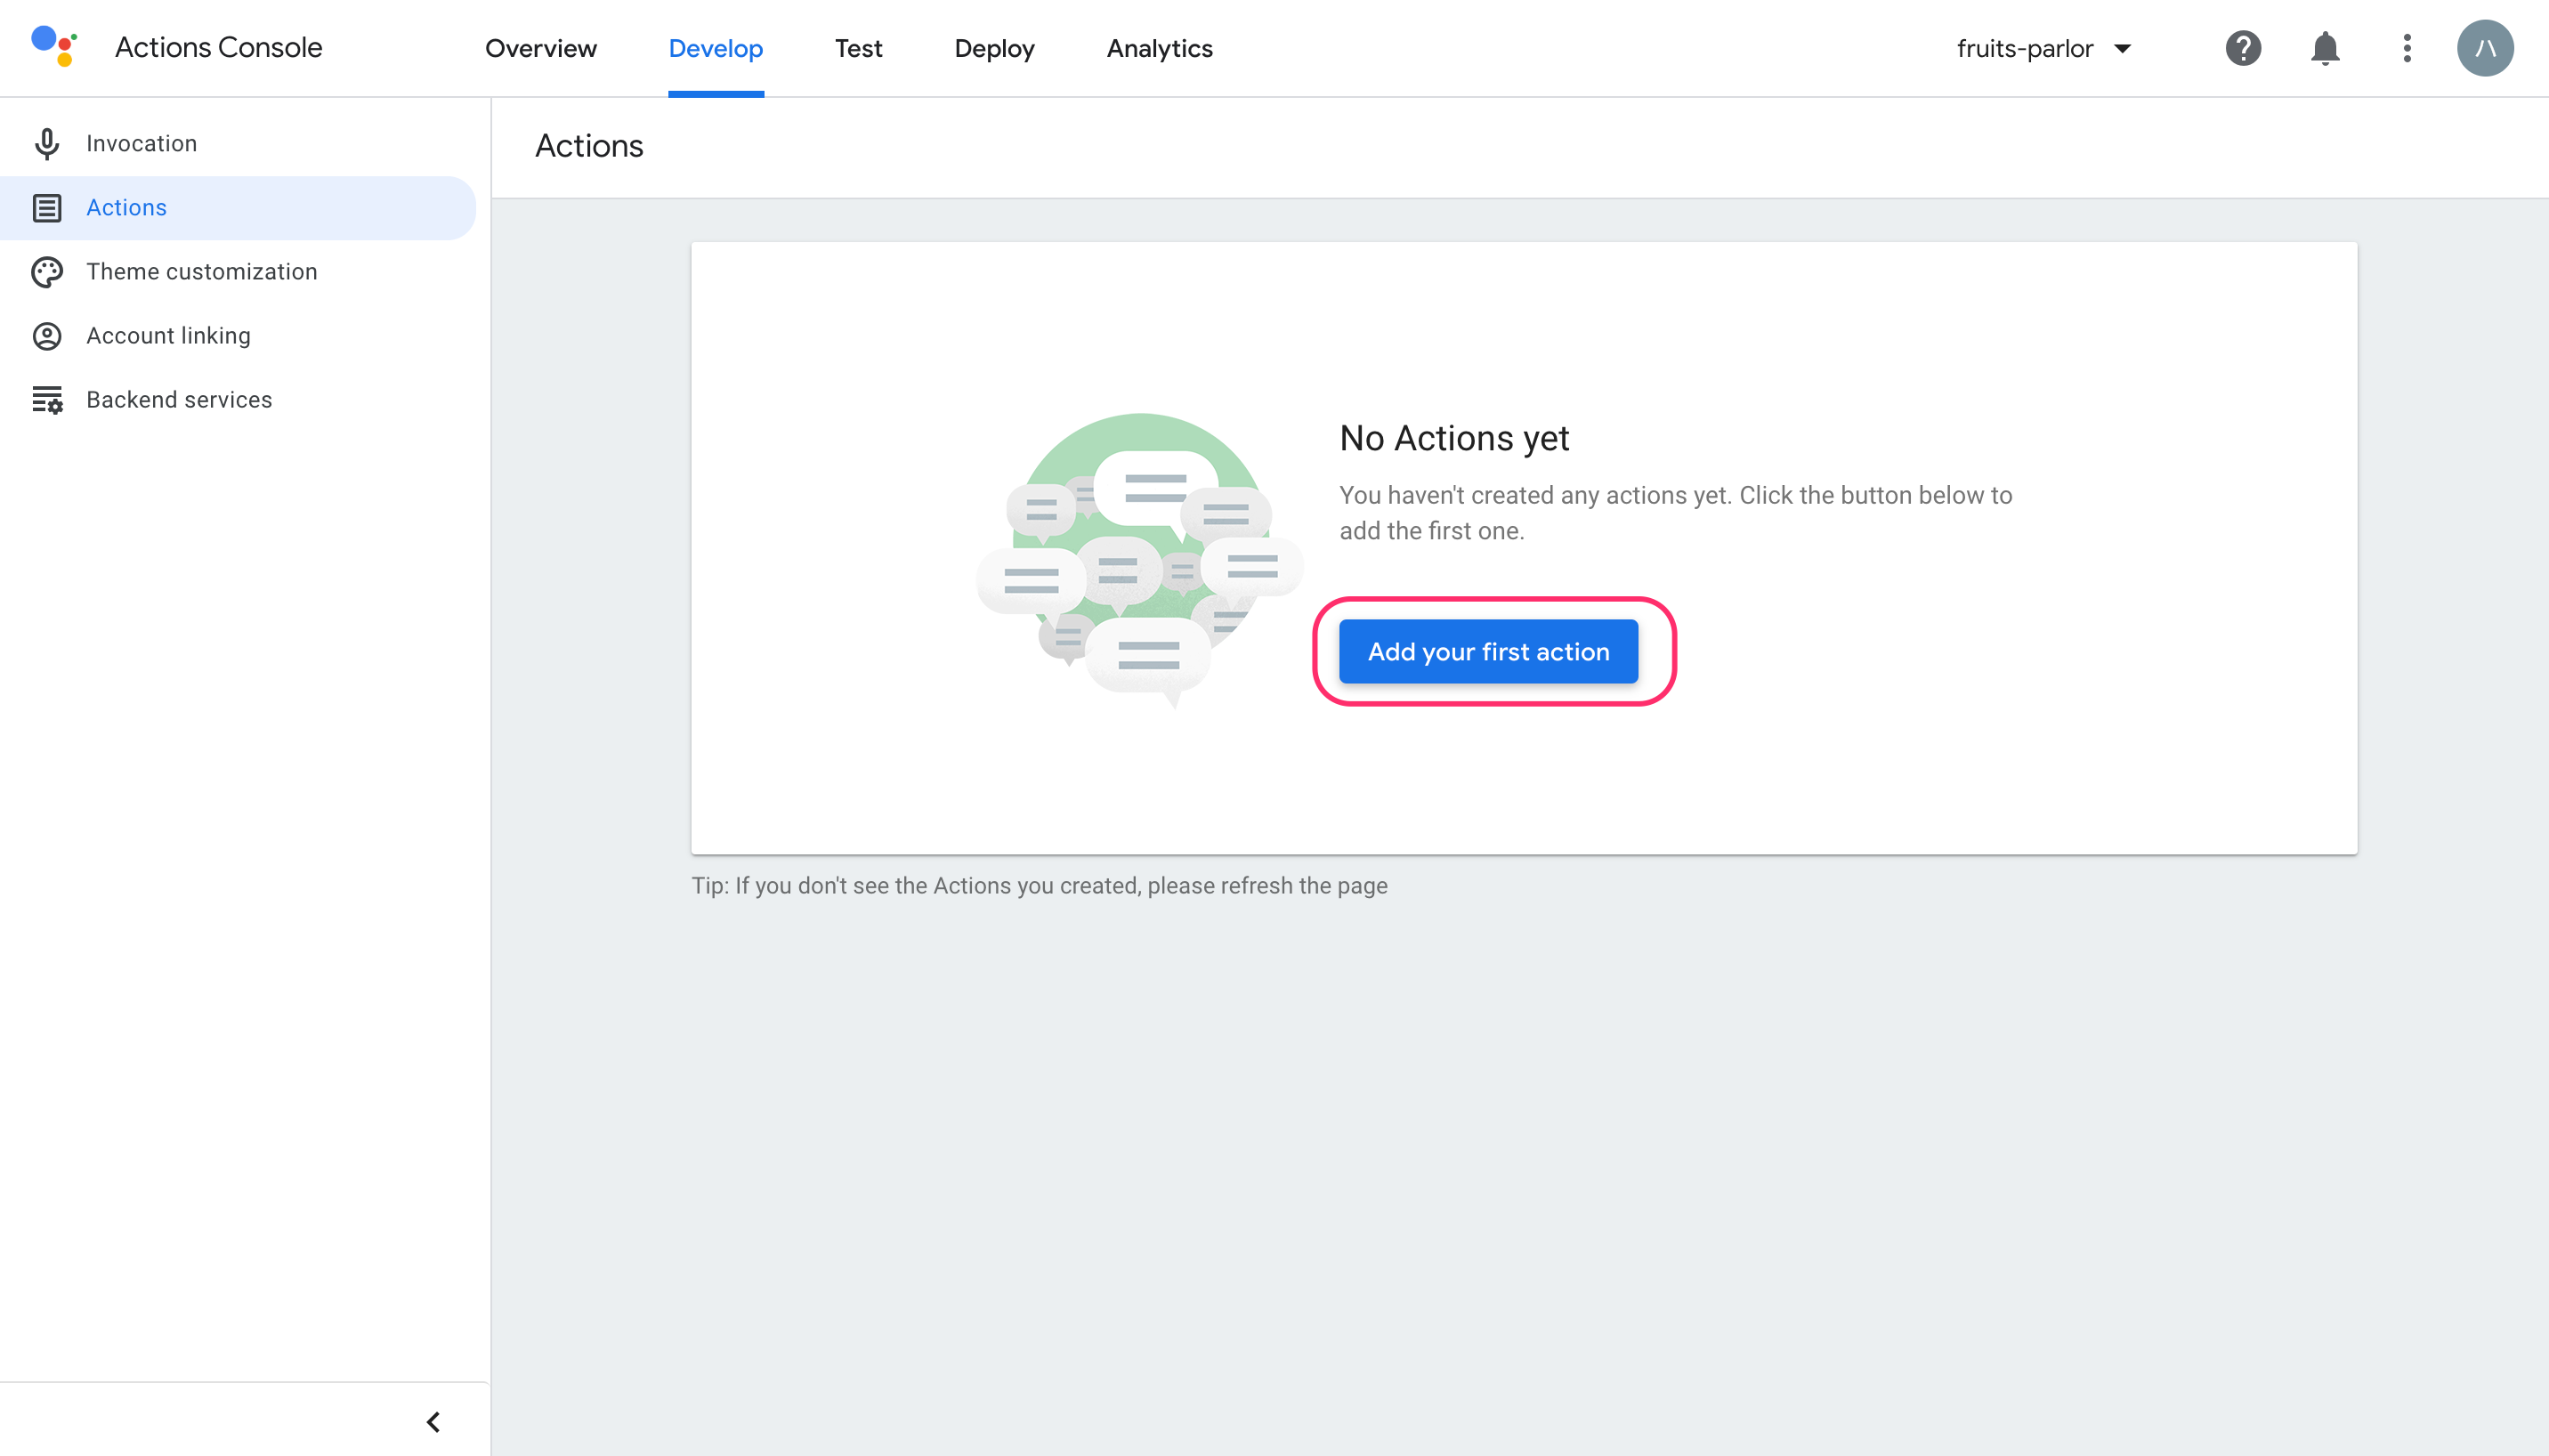 Actions Console
Overview
Develop
Test
Deploy
Analytics
fruits-parlor
ハ
Invocation
Actions
Theme customization
Account linking
Backend services
Actions
No Actions yet
You haven't created any actions yet. Click the button below to
add the first one.
Add your first action
Tip: If you don't see the Actions you created, please refresh the page